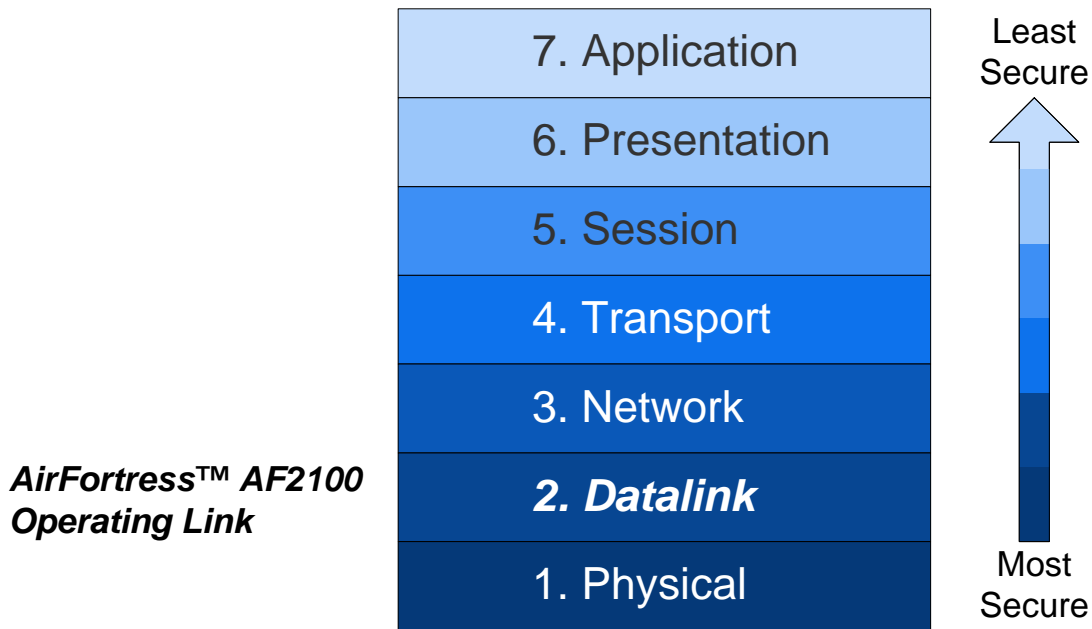 7. Application
6. Presentation
5. Session
4. Transport
3. Network
2. Datalink
1. Physical
AirFortress™ AF2100
Operating Link
Least
Secure
Most
Secure